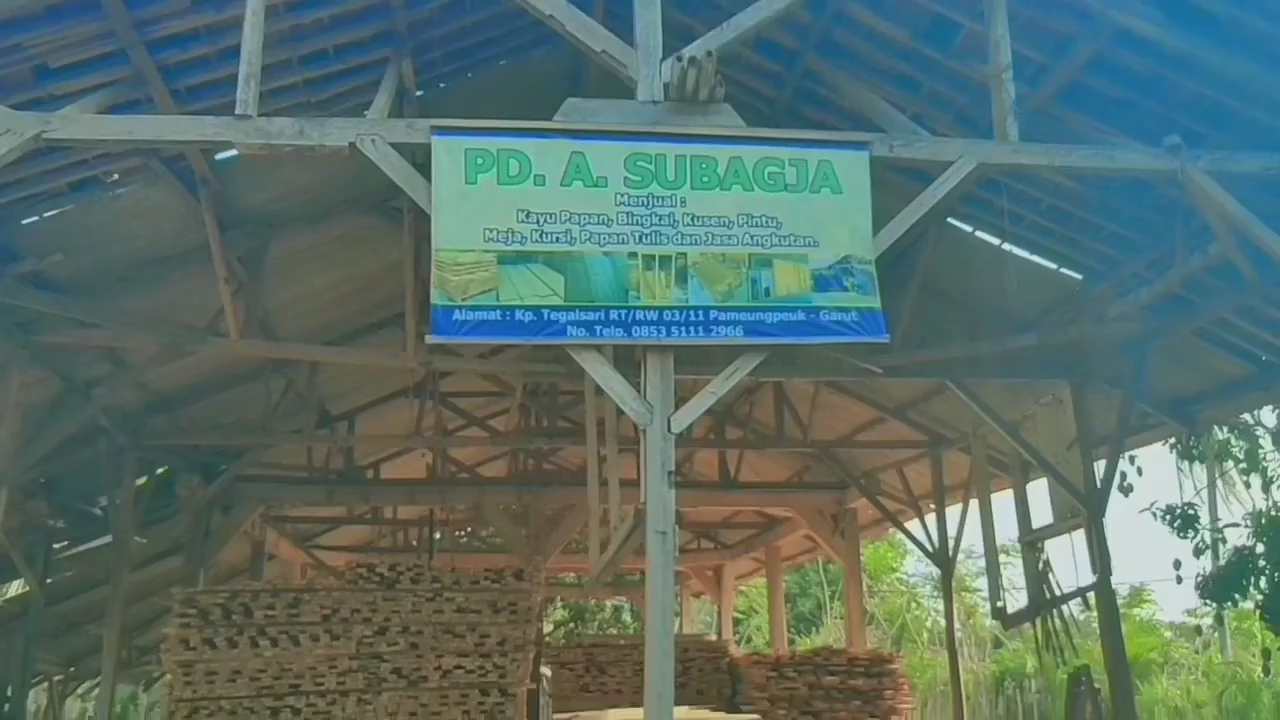 PD. A. SUBAGJA
Menjual :
Kayu Papan, Bingkai, Kusen, Pintu,
Meja, Kursi, Papan Tulis dan Jasa Angkutan.
Alamat : Kp. Tegalsari RT/RW 03/11 Pameungpeuk - Garut
No. Telp. 0853 5111 2966